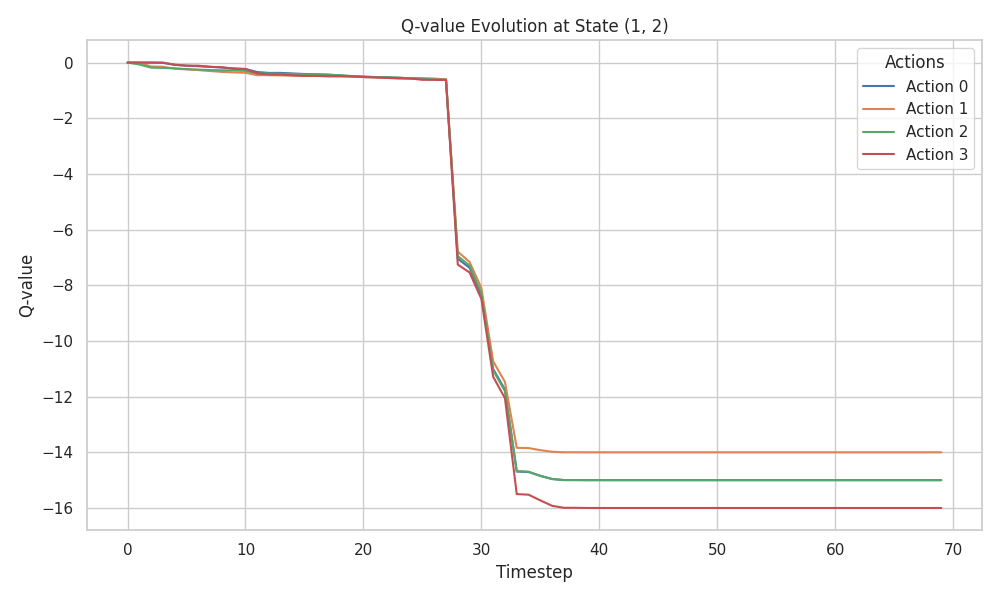 Q-value Evolution at State (1, 2)
Actions
Action 0
Action 1
Action 2
Action 3
Q-value
0
−2
−4
−6
−8
−10
−12
−14
−16
0 10 20 30 40 50 60 70
Timestep